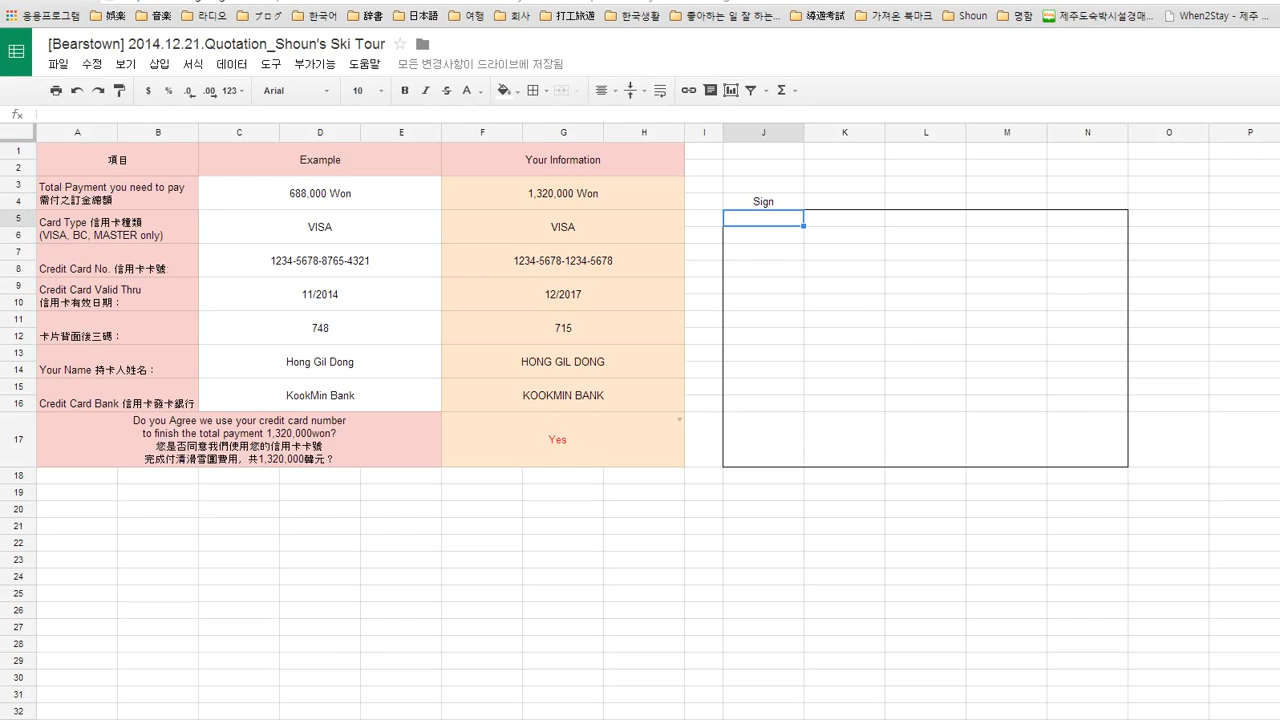 응용프로그램 娛樂 音楽 라디오 ブログ 한국어 辭書 日本語 여행 회사 打工旅遊 한국생활 좋아하는 일 잘 하는... 導遊考試 가져온 북마크 Shoun 명함 제주도숙박시설경매... When2Stay - 제주 ...
[Bearstown] 2014.12.21.Quotation_Shoun's Ski Tour
파일 수정 보기 삽입 서식 데이터 도구 부가기능 도움말 모든 변경사항이 드라이브에 저장됨
$ % .0 .00 123 Arial 10 B I S A Σ
fx
A B C D E F G H I J K L M N O P
1
項目 Example Your Information
2
3
Total Payment you need to pay
需付之訂金總額
688,000 Won 1,320,000 Won
4
Sign
5
Card Type 信用卡種類
(VISA, BC, MASTER only)
VISA VISA
6
7
1234-5678-8765-4321 1234-5678-1234-5678
8
Credit Card No. 信用卡卡號:
9
Credit Card Valid Thru
信用卡有效日期：
11/2014 12/2017
10
11
748 715
12
卡片背面後三碼：
13
Hong Gil Dong HONG GIL DONG
14
Your Name 持卡人姓名：
15
KookMin Bank KOOKMIN BANK
16
Credit Card Bank 信用卡發卡銀行
17
Do you Agree we use your credit card number
to finish the total payment 1,320,000won?
您是否同意我們使用您的信用卡卡號
完成付清滑雪團費用，共1,320,000韓元？
Yes
18
19
20
21
22
23
24
25
26
27
28
29
30
31
32